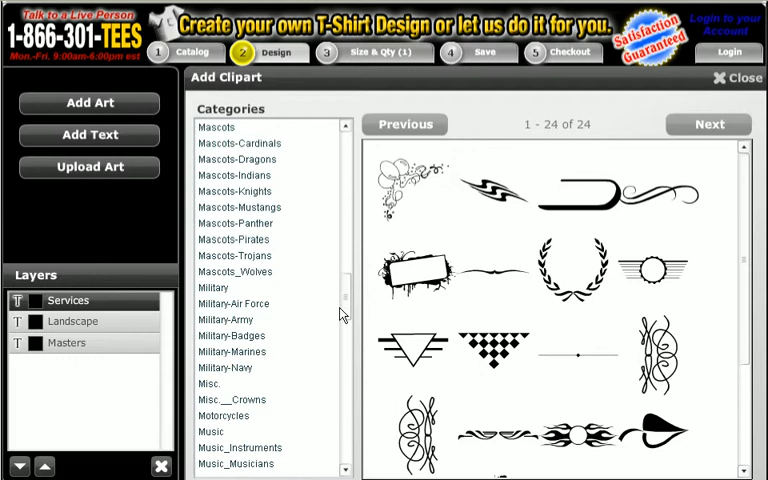 Talk to a Live Person
1-866-301-TEES
Mon.-Fri. 9:00am-6:00pm est
Create your own T-Shirt Design or let us do it for you.
Satisfaction
Guaranteed
Login to your
Account
1 Catalog
2 Design
3 Size & Qty (1)
4 Save
5 Checkout
Login
Add Clipart
Close
Add Art
Add Text
Upload Art
Layers
T Services
T Landscape
T Masters
Categories
Mascots
Mascots-Cardinals
Mascots-Dragons
Mascots-Indians
Mascots-Knights
Mascots-Mustangs
Mascots-Panther
Mascots-Pirates
Mascots-Trojans
Mascots_Wolves
Military
Military-Air Force
Military-Army
Military-Badges
Military-Marines
Military-Navy
Misc.
Misc.__Crowns
Motorcycles
Music
Music_Instruments
Music_Musicians
Previous
1 - 24 of 24
Next